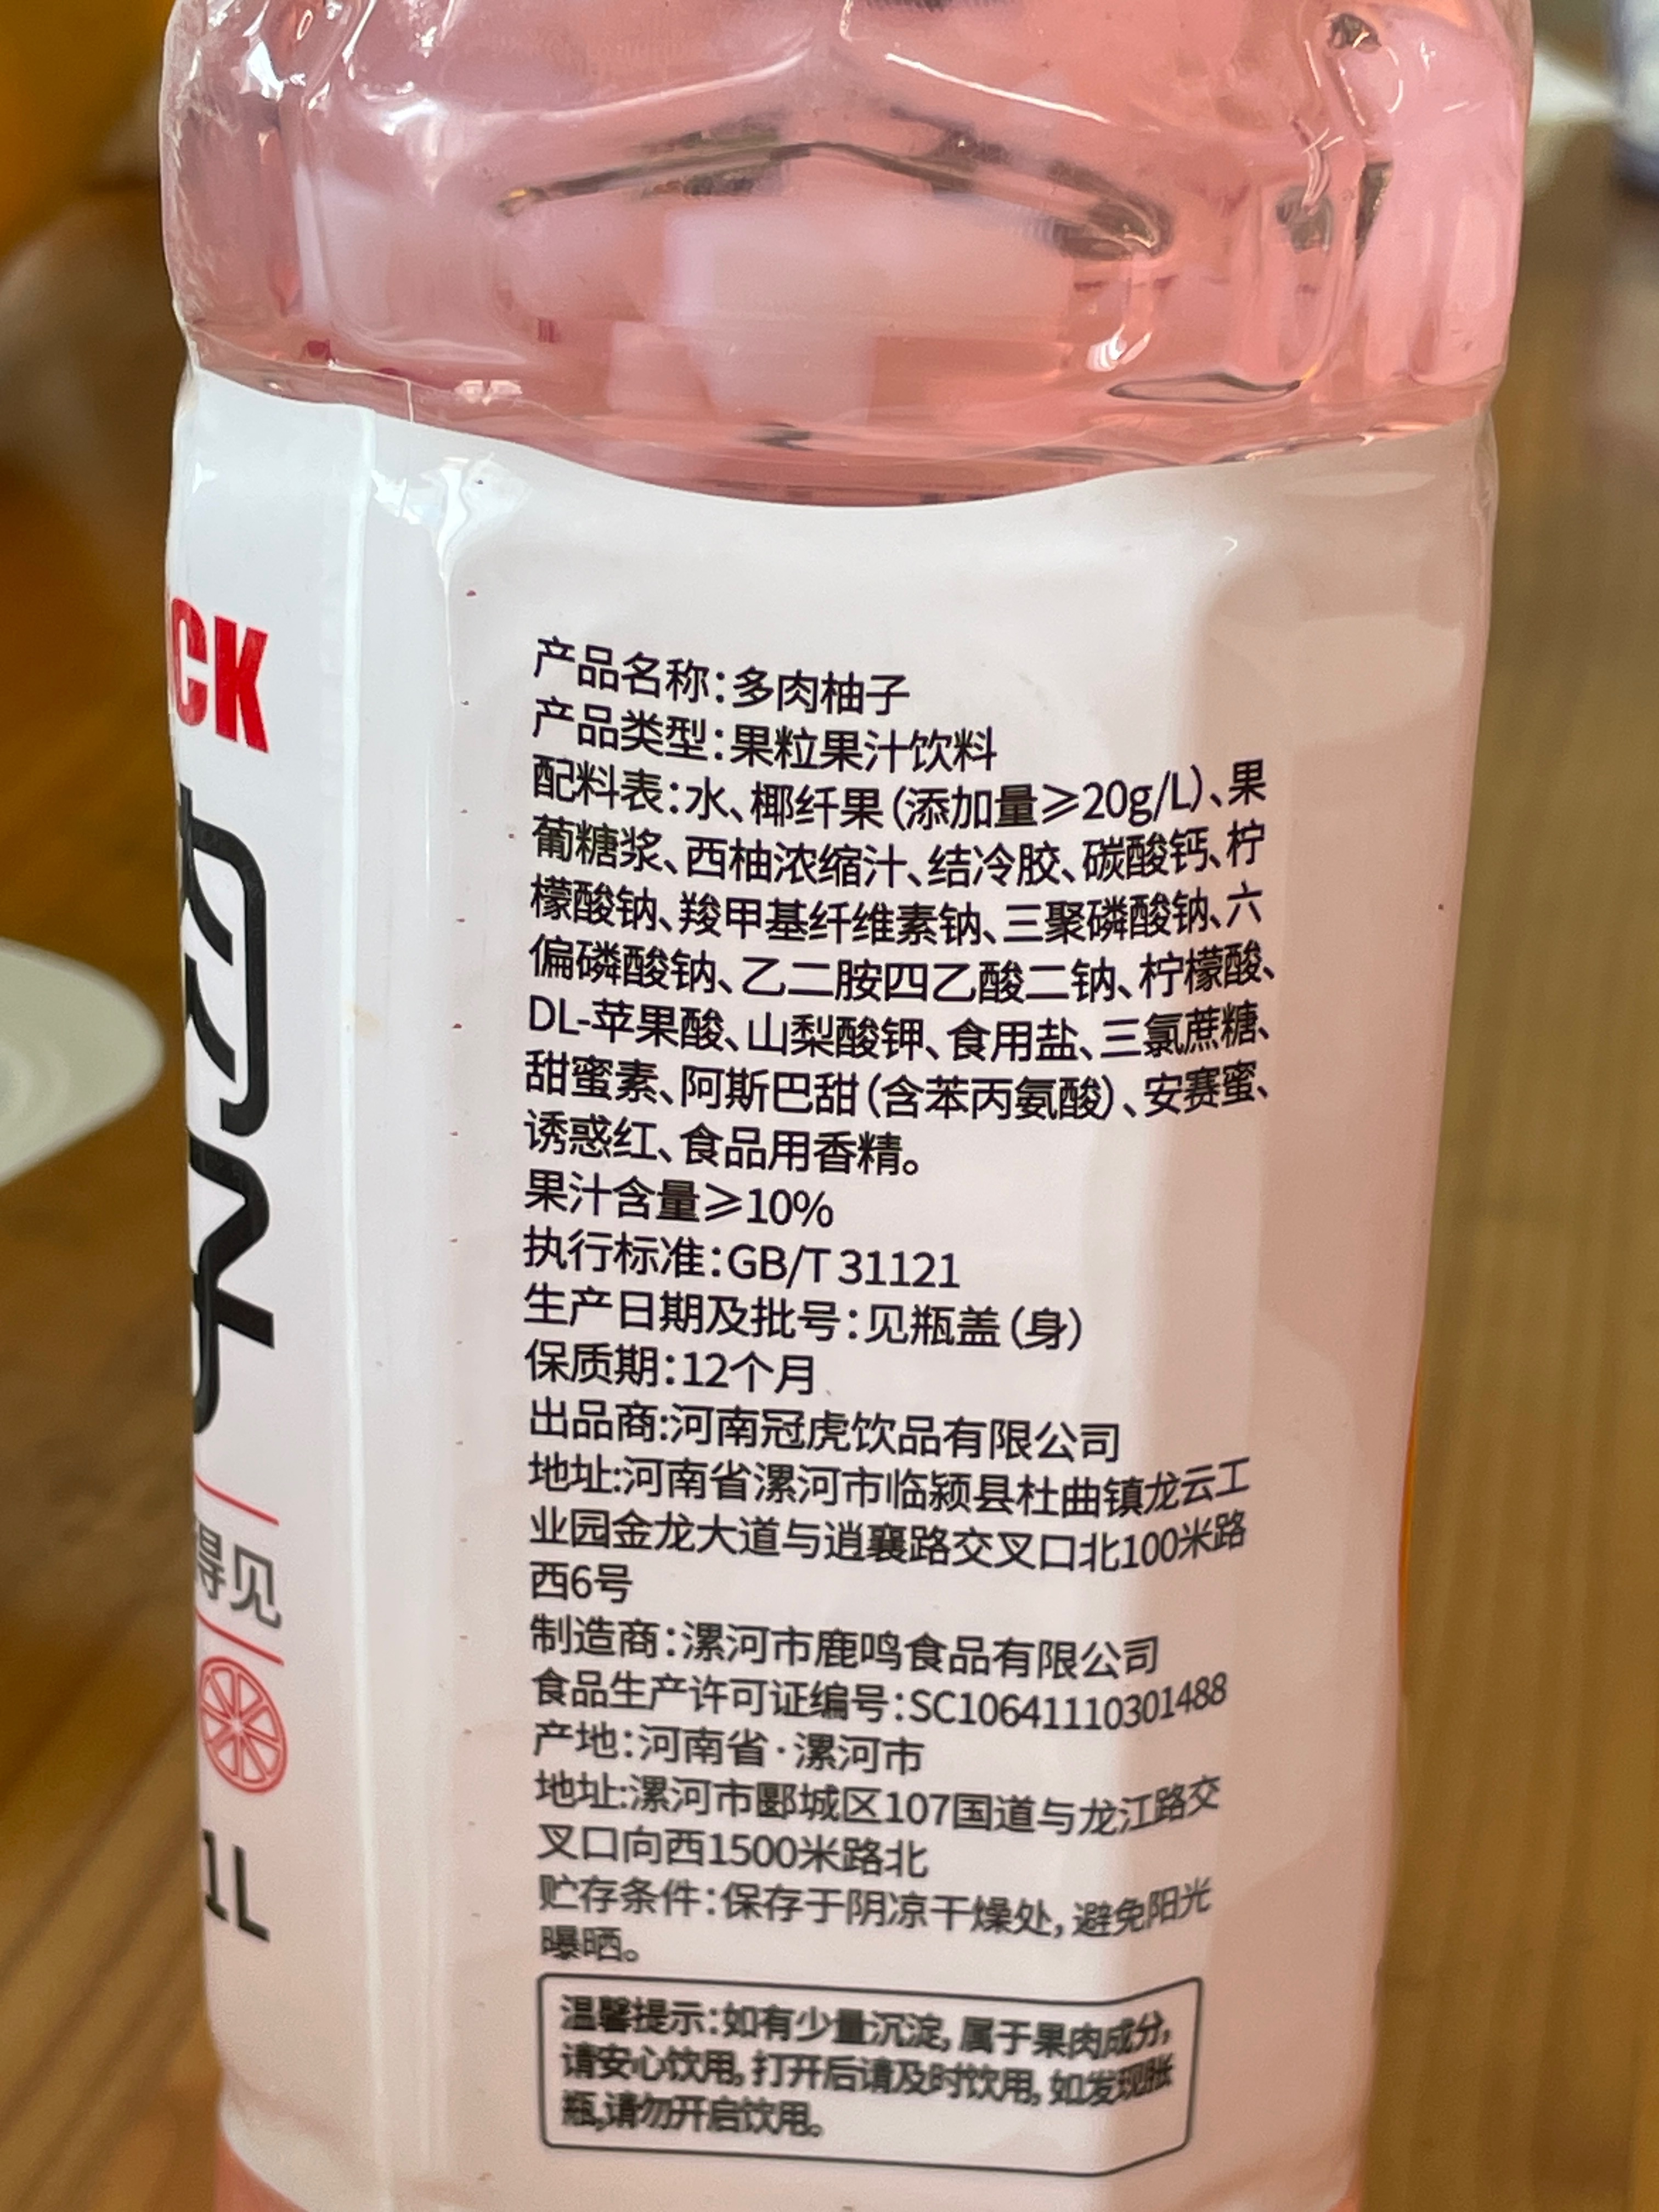 CK
肉
子
得见
1L
产品名称：多肉柚子
产品类型：果粒果汁饮料
配料表：水、椰纤果（添加量≥20g/L）、果
葡糖浆、西柚浓缩汁、结冷胶、碳酸钙、柠
檬酸钠、羧甲基纤维素钠、三聚磷酸钠、六
偏磷酸钠、乙二胺四乙酸二钠、柠檬酸、
DL-苹果酸、山梨酸钾、食用盐、三氯蔗糖、
甜蜜素、阿斯巴甜（含苯丙氨酸）、安赛蜜、
诱惑红、食品用香精。
果汁含量≥10%
执行标准：GB/T 31121
生产日期及批号：见瓶盖（身）
保质期：12个月
出品商:河南冠虎饮品有限公司
地址:河南省漯河市临颍县杜曲镇龙云工
业园金龙大道与逍襄路交叉口北100米路
西6号
制造商：漯河市鹿鸣食品有限公司
食品生产许可证编号：SC10641110301488
产地：河南省·漯河市
地址:漯河市郾城区107国道与龙江路交
叉口向西1500米路北
贮存条件：保存于阴凉干燥处，避免阳光
曝晒。
温馨提示：如有少量沉淀，属于果肉成分，
请安心饮用，打开后请及时饮用，如发现胀
瓶，请勿开启饮用。